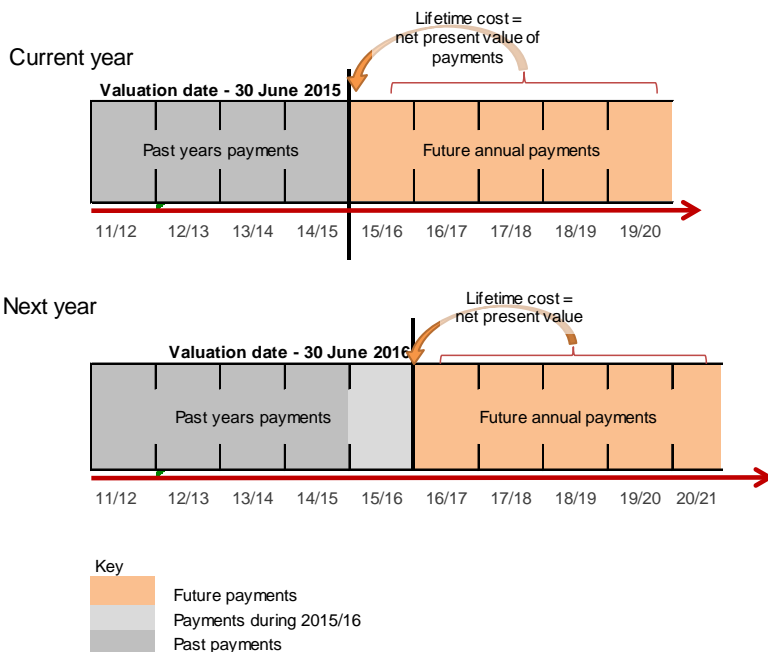 Lifetime cost =
net present value of
payments
Current year
Valuation date - 30 June 2015
Past years payments
Future annual payments
11/12 12/13 13/14 14/15 15/16 16/17 17/18 18/19 19/20
Lifetime cost =
net present value
Next year
Valuation date - 30 June 2016
Past years payments
Future annual payments
11/12 12/13 13/14 14/15 15/16 16/17 17/18 18/19 19/20 20/21
Key
Future payments
Payments during 2015/16
Past payments